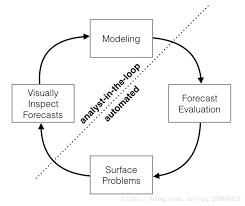 Modeling
analyst-in-the-loop
automated
Visually
Inspect
Forecasts
Forecast
Evaluation
Surface
Problems